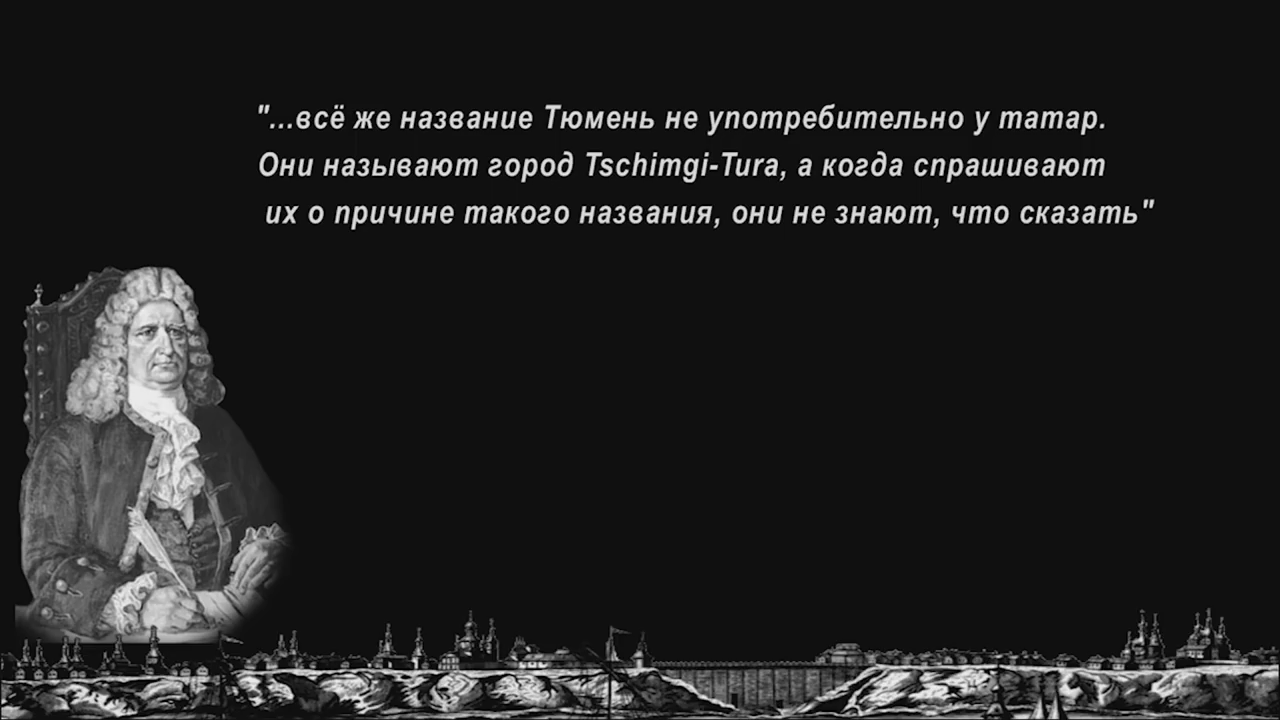 "...всё же название Тюмень не употребительно у татар.
Они называют город Tschimgi-Tura, а когда спрашивают
их о причине такого названия, они не знают, что сказать"